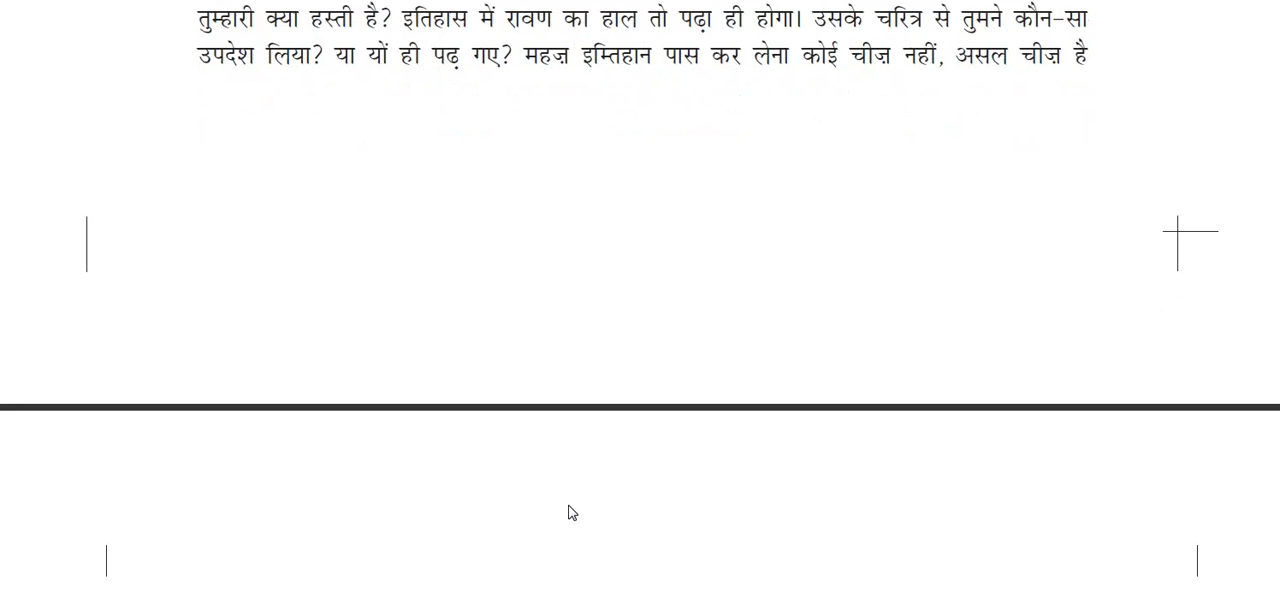 तुम्हारी क्या हस्ती है? इतिहास में रावण का हाल तो पढ़ा ही होगा। उसके चरित्र से तुमने कौन-सा
उपदेश लिया? या यों ही पढ़ गए? महज़ इम्तिहान पास कर लेना कोई चीज़ नहीं, असल चीज़ है